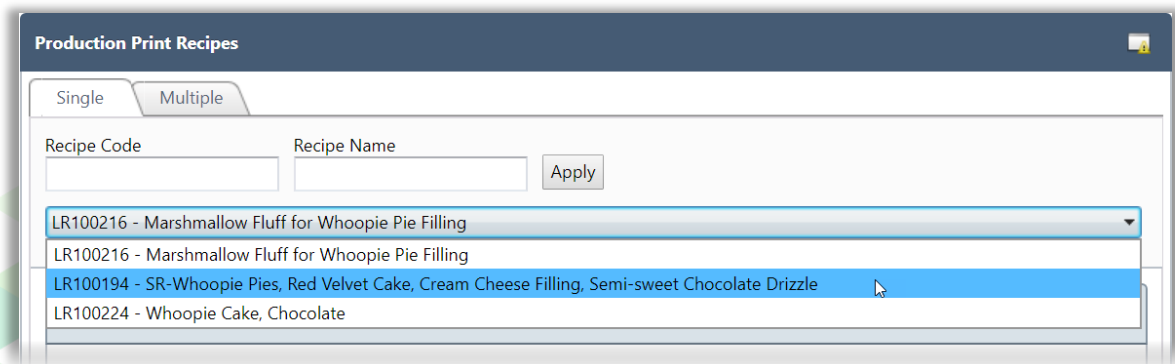 Production Print Recipes
Single Multiple
Recipe Code Recipe Name
Apply
LR100216 - Marshmallow Fluff for Whoopie Pie Filling
LR100216 - Marshmallow Fluff for Whoopie Pie Filling
LR100194 - SR-Whoopie Pies, Red Velvet Cake, Cream Cheese Filling, Semi-sweet Chocolate Drizzle
LR100224 - Whoopie Cake, Chocolate